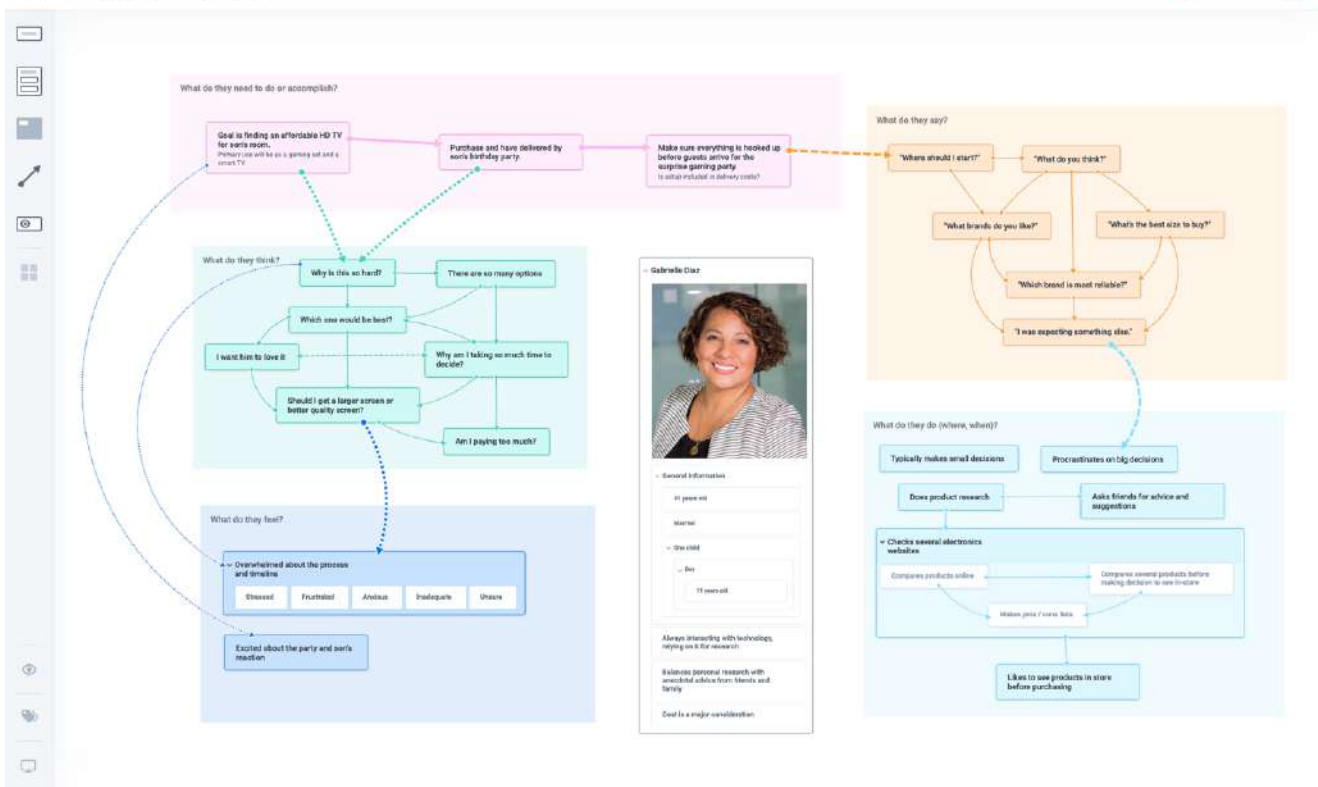 What do they need to do or accomplish?
Goal is finding an affordable HD TV
for son's room.
Primary use will be as a gaming set and a
smart TV
Purchase and have delivered by
son's birthday party.
Make sure everything is hooked up
before guests arrive for the
surprise gaming party.
Is setup included in delivery costs?
What do they say?
"Where should I start?"
"What do you think?"
"What brands do you like?"
"What's the best size to buy?"
"Which brand is most reliable?"
"I was expecting something else."
What do they think?
Why is this so hard?
There are so many options
Which one would be best?
I want him to love it
Why am I taking so much time to
decide?
Should I get a larger screen or
better quality screen?
Am I paying too much?
Gabrielle Diaz
General Information
years old
Married
One child
Boy
11 years old
Always interacting with technology,
relying on it for research
Balances personal research with
anecdotal advice from friends and
family
Cost is a major consideration
What do they do (where, when)?
Typically makes small decisions
Procrastinates on big decisions
Does product research
Asks friends for advice and
suggestions
Checks several electronics
websites
Compares products online
Compares several products before
making decision to see in-store
Makes pros / cons lists
Likes to see products in store
before purchasing
What do they feel?
Overwhelmed about the process
and timeline
Stressed
Frustrated
Anxious
Inadequate
Unsure
Excited about the party and son's
reaction